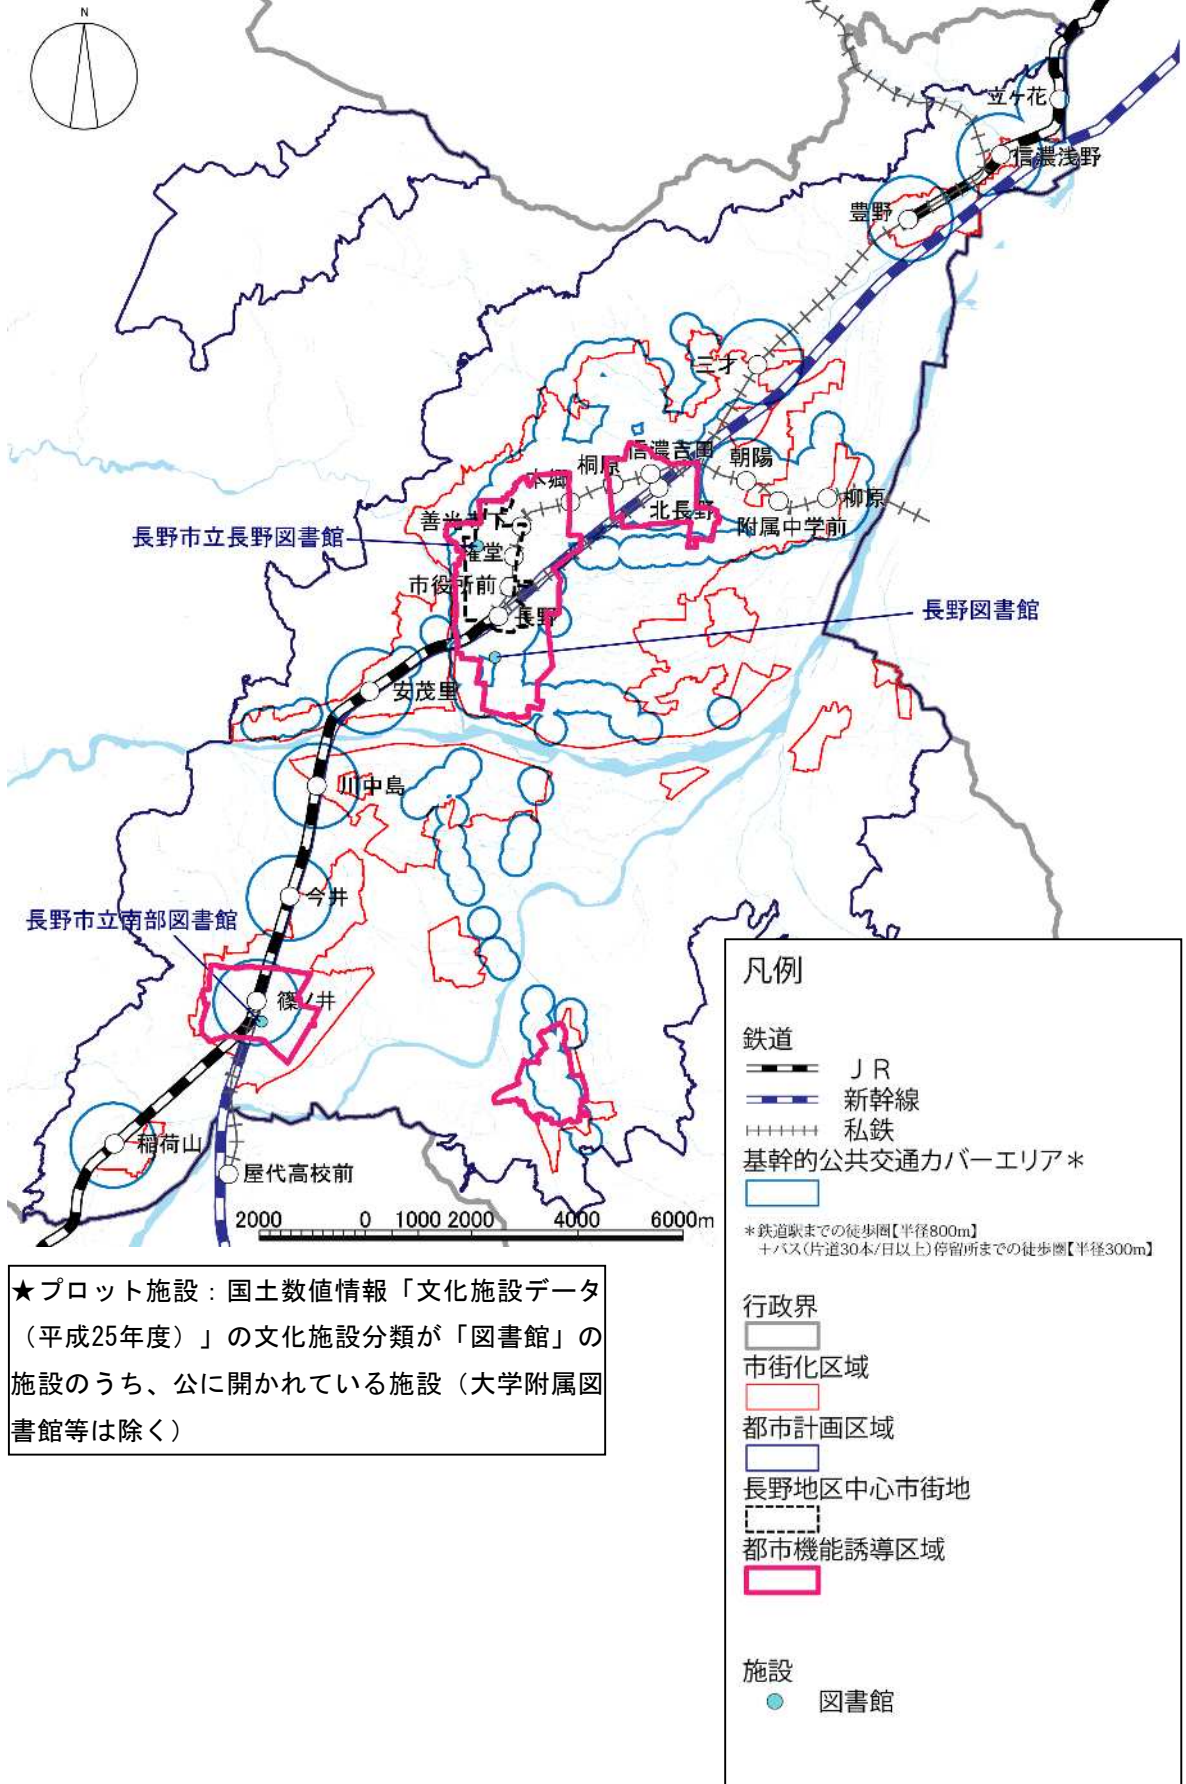 N
立ヶ花
信濃浅野
豊野
三才
信濃吉田
朝陽
桐原
本郷
柳原
北長野
附属中学前
長野市立長野図書館
権堂
市役所前
長野
長野図書館
安茂里
川中島
今井
長野市立南部図書館
篠ノ井
稲荷山
屋代高校前
2000 0 1000 2000 4000 6000m
凡例
鉄道
ＪＲ
新幹線
私鉄
基幹的公共交通カバーエリア＊
＊鉄道駅までの徒歩圏【半径800m】
＋バス（片道30本/日以上）停留所までの徒歩圏【半径300m】
行政界
市街化区域
都市計画区域
長野地区中心市街地
都市機能誘導区域
施設
図書館
★プロット施設：国土数値情報「文化施設データ
（平成25年度）」の文化施設分類が「図書館」の
施設のうち、公に開かれている施設（大学附属図
書館等は除く）